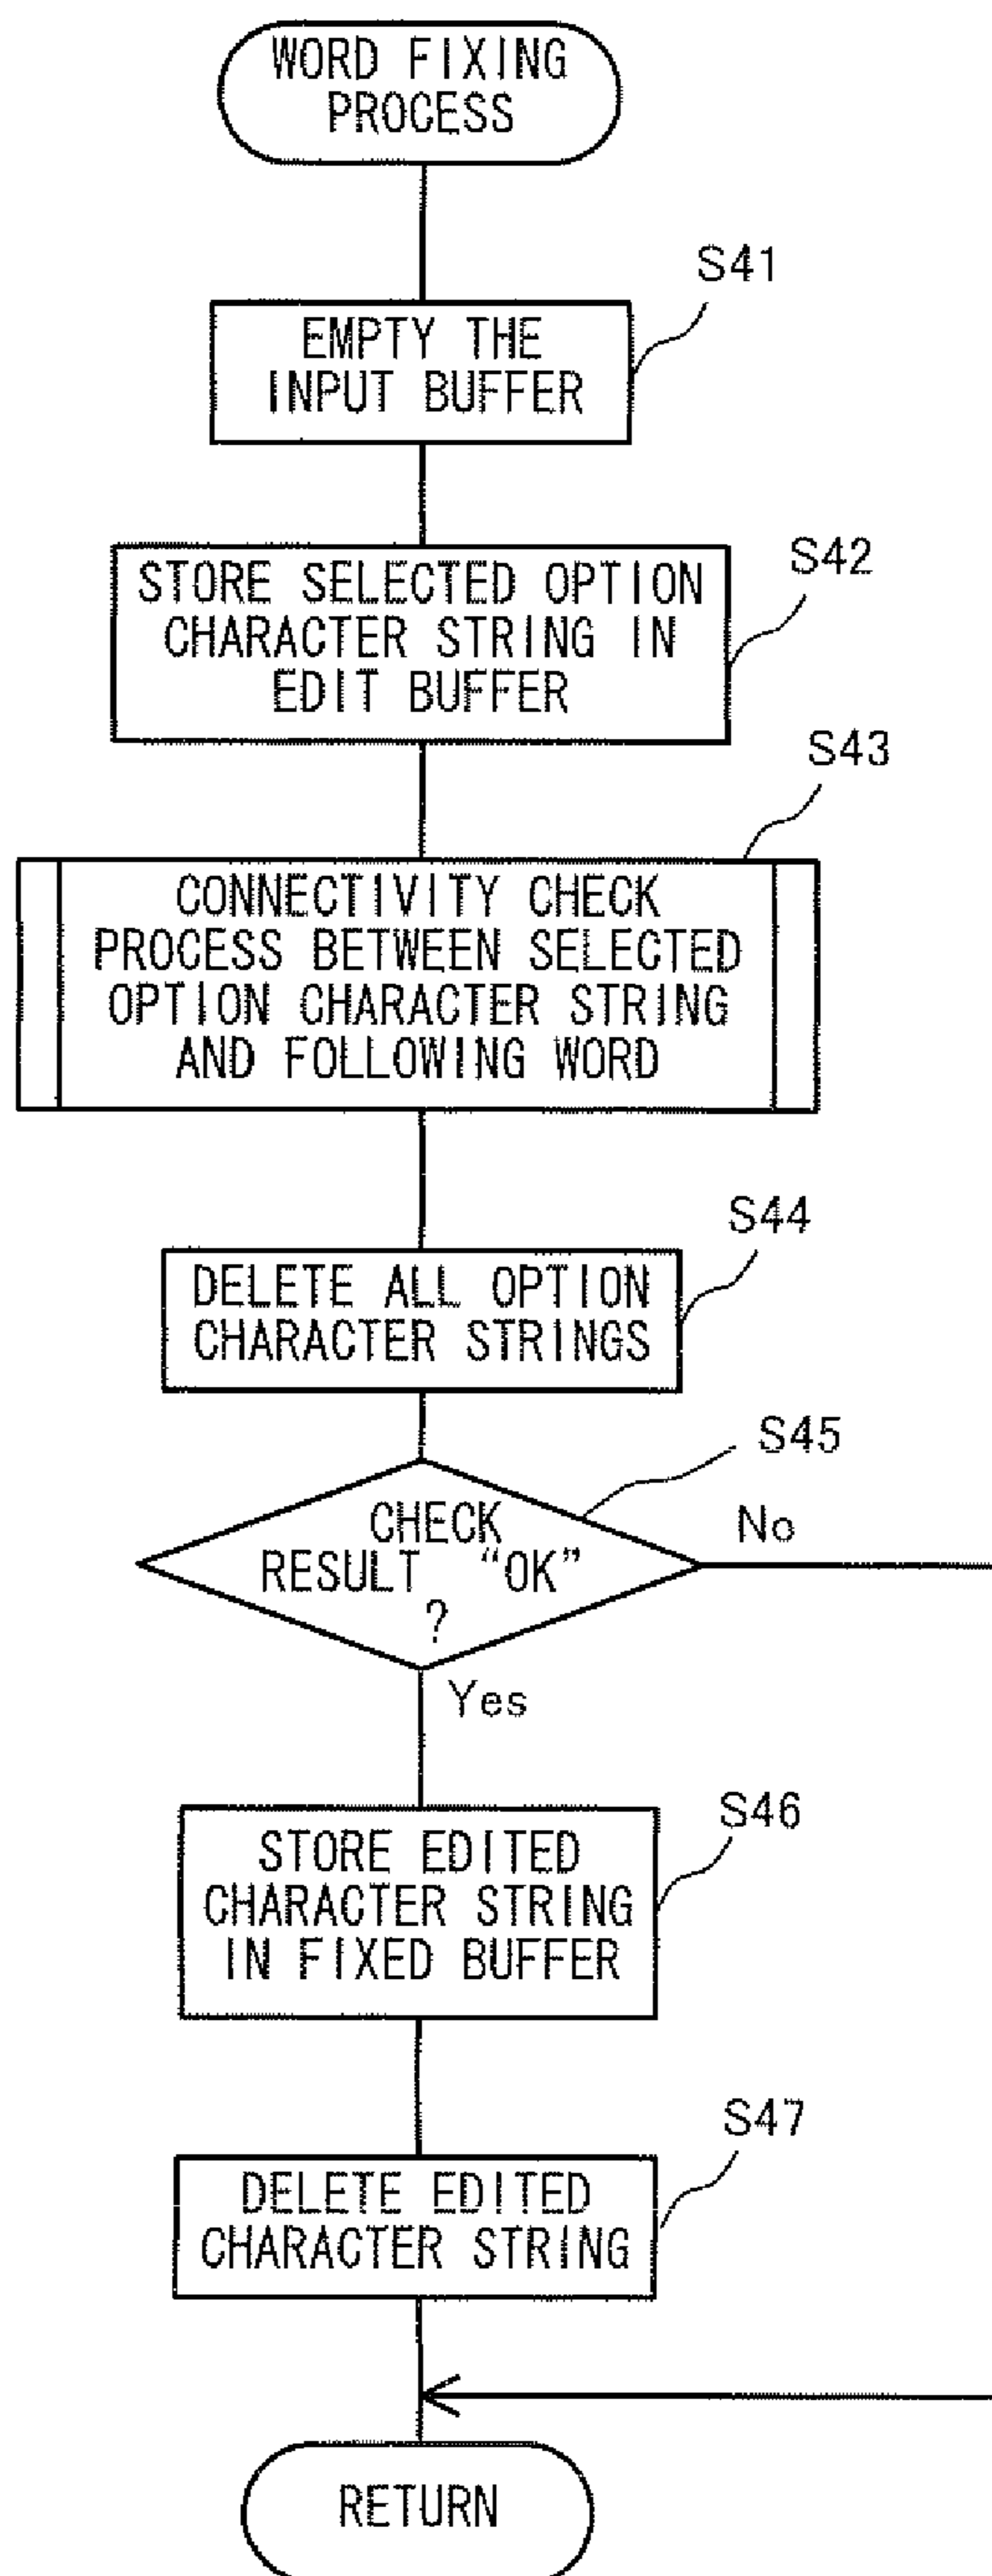 WORD FIXING
PROCESS
S41
EMPTY THE
INPUT BUFFER
S42
STORE SELECTED OPTION
CHARACTER STRING IN
EDIT BUFFER
S43
CONNECTIVITY CHECK
PROCESS BETWEEN SELECTED
OPTION CHARACTER STRING
AND FOLLOWING WORD
S44
DELETE ALL OPTION
CHARACTER STRINGS
S45
CHECK
RESULT “OK”
?
No
Yes
S46
STORE EDITED
CHARACTER STRING
IN FIXED BUFFER
S47
DELETE EDITED
CHARACTER STRING
RETURN